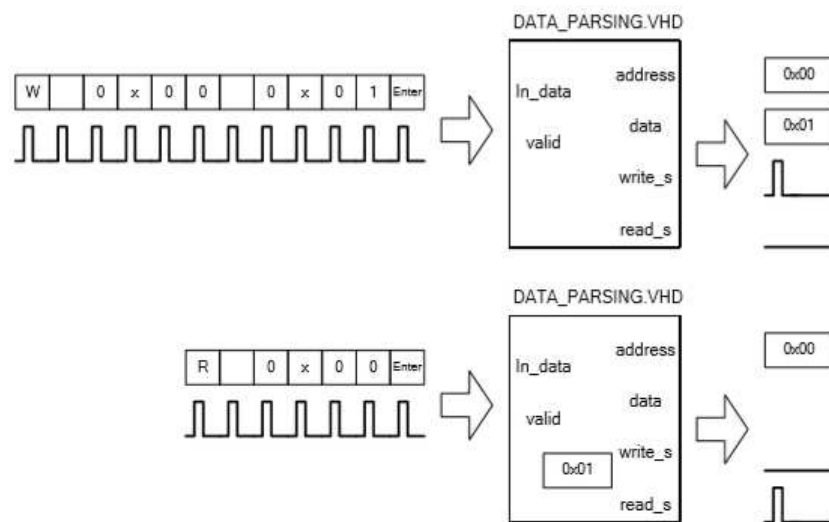 DATA_PARSING.VHD
W 0 x 0 0 0 x 0 1 Enter
In_data
valid
address
data
write_s
read_s
0x00
0x01
DATA_PARSING.VHD
R 0 x 0 0 Enter
In_data
valid
0x01
address
data
write_s
read_s
0x00